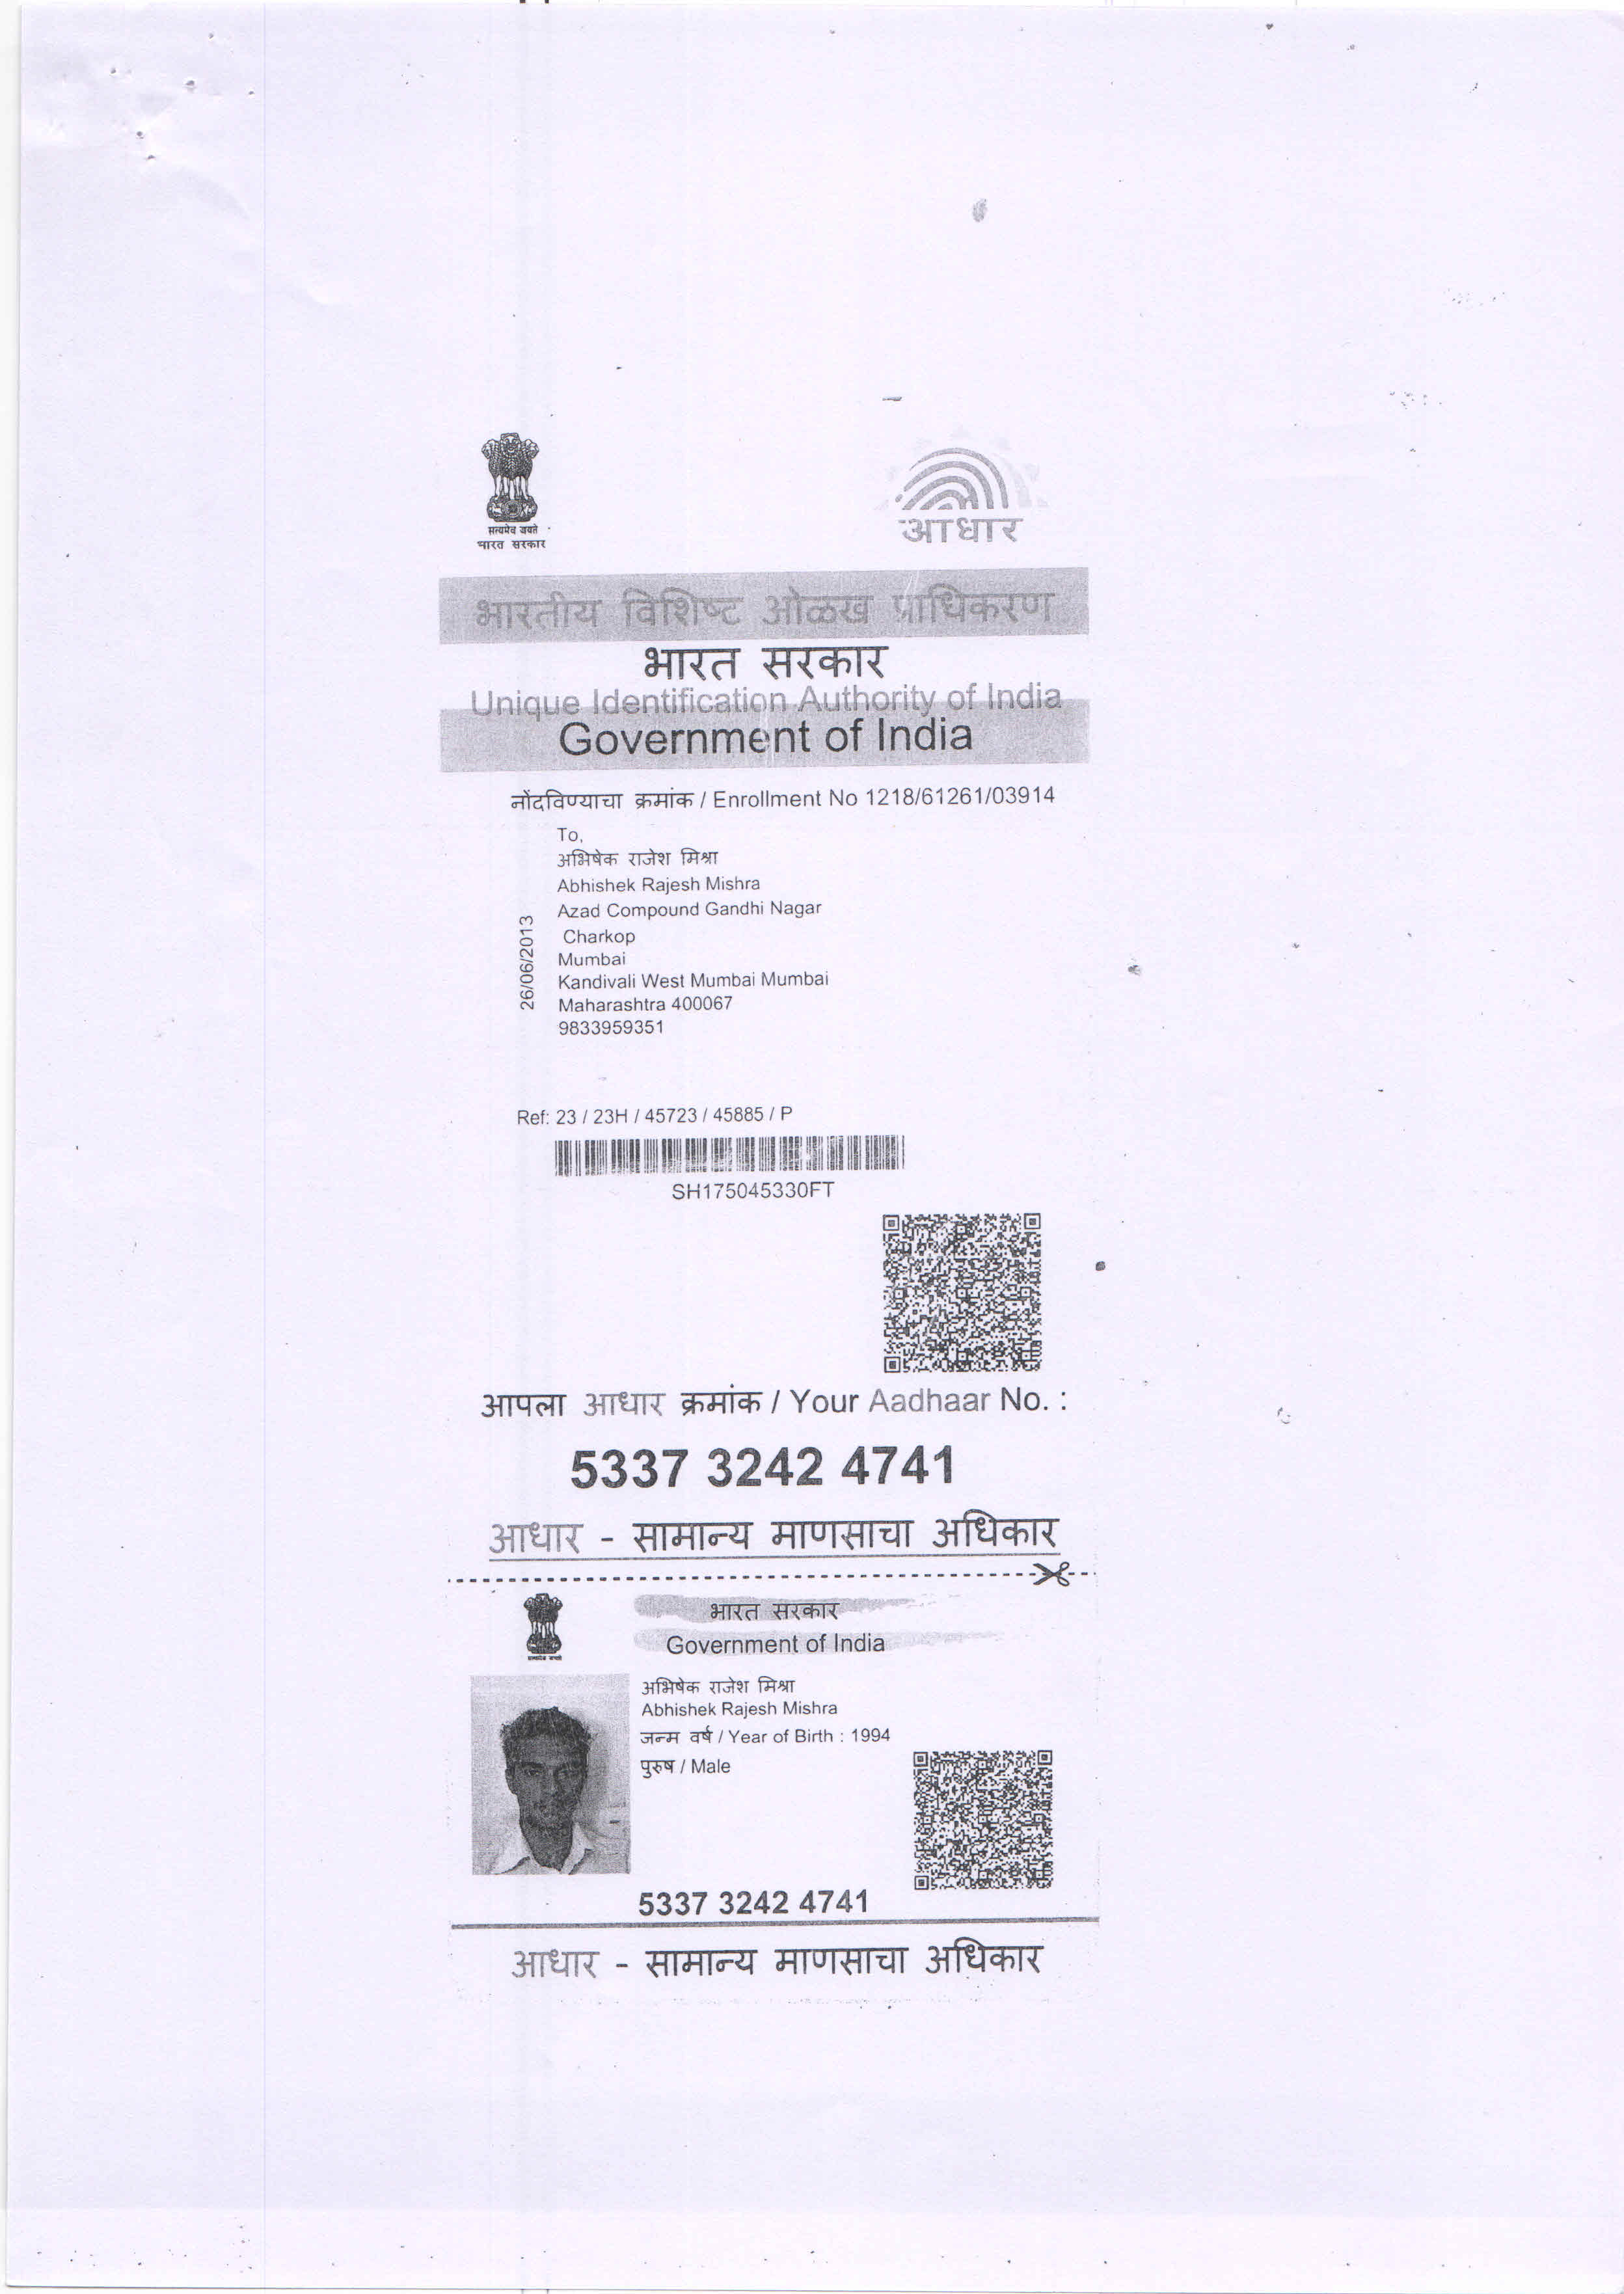 सत्यमेव जयते
भारत सरकार
आधार
भारतीय विशिष्ट ओळख प्राधिकरण
भारत सरकार
Unique Identification Authority of India
Government of India
नोंदविण्याचा क्रमांक / Enrollment No 1218/61261/03914
To,
अभिषेक राजेश मिश्रा
Abhishek Rajesh Mishra
Azad Compound Gandhi Nagar
Charkop
Mumbai
Kandivali West Mumbai Mumbai
Maharashtra 400067
9833959351
26/06/2013
Ref: 23 / 23H / 45723 / 45885 / P
SH175045330FT
आपला आधार क्रमांक / Your Aadhaar No. :
5337 3242 4741
आधार - सामान्य माणसाचा अधिकार
भारत सरकार
Government of India
सत्यमेव जयते
अभिषेक राजेश मिश्रा
Abhishek Rajesh Mishra
जन्म वर्ष / Year of Birth : 1994
पुरुष / Male
5337 3242 4741
आधार - सामान्य माणसाचा अधिकार